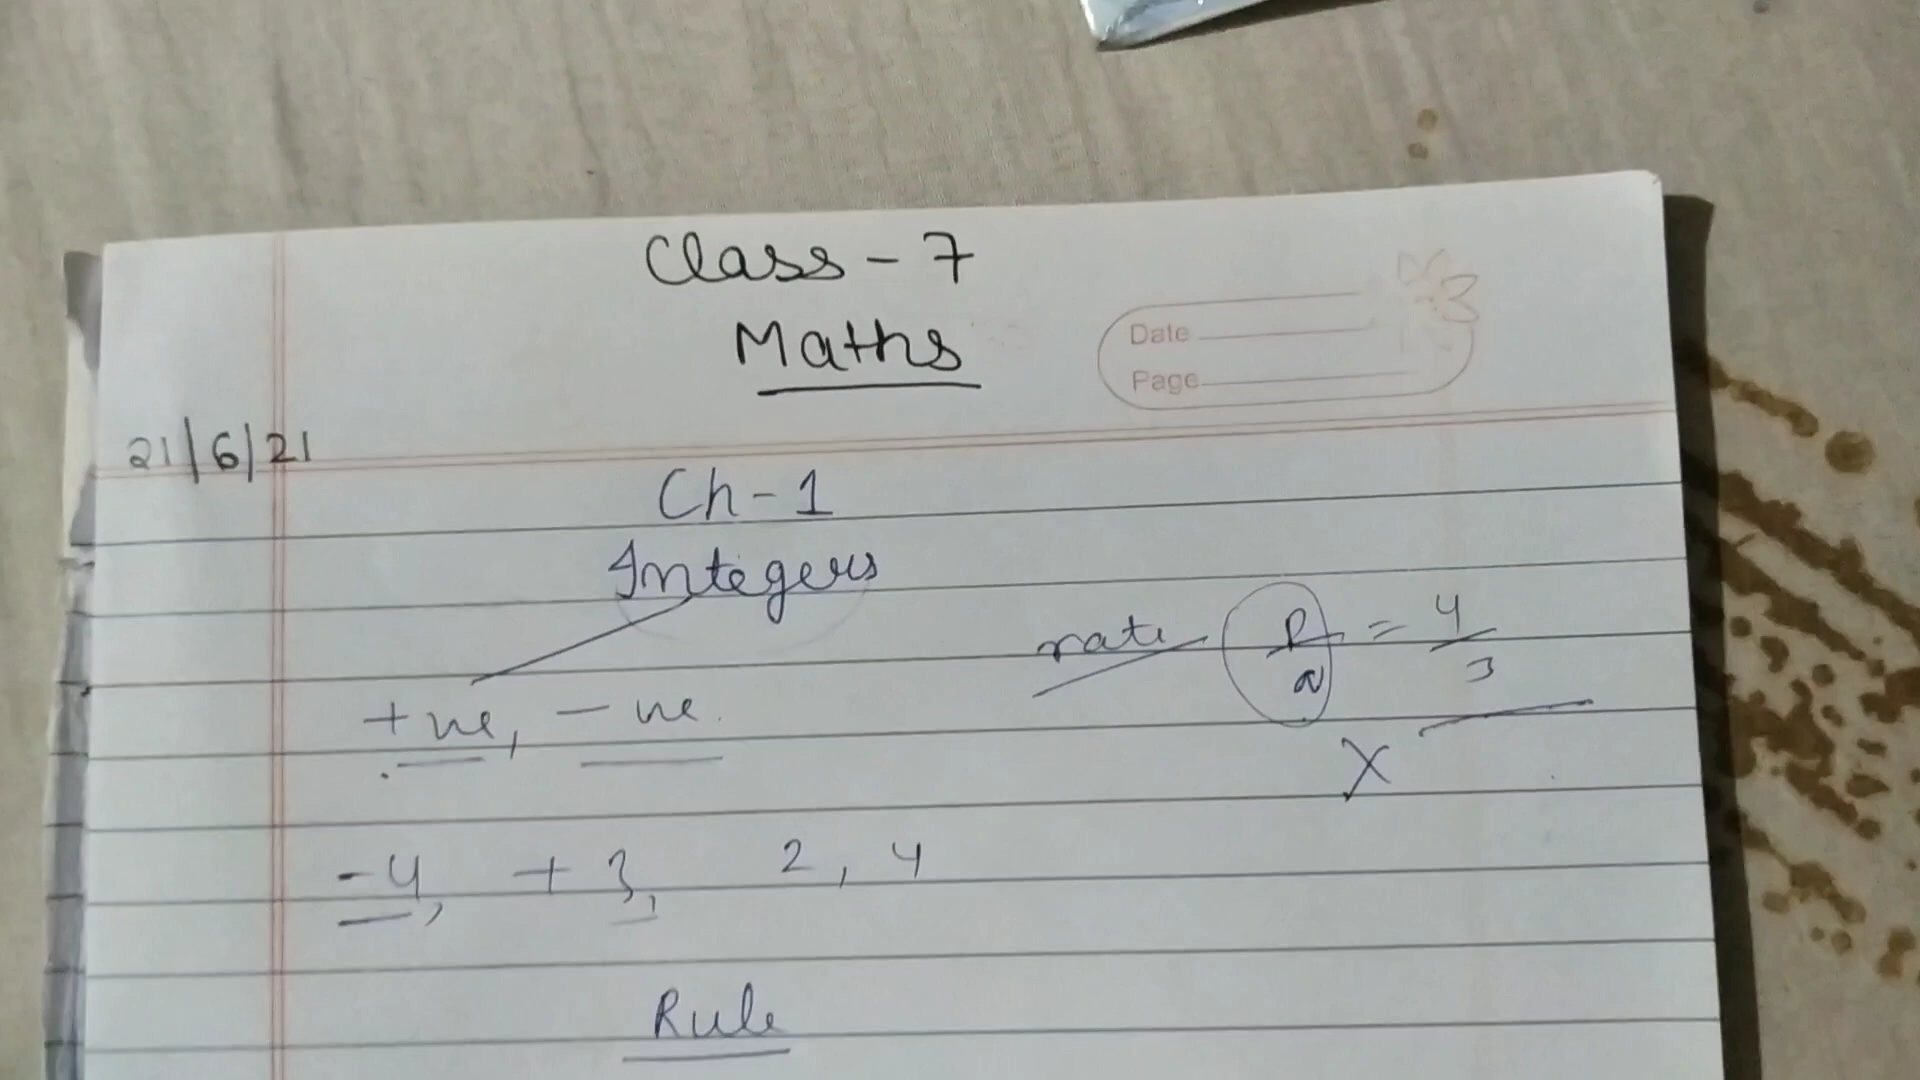 Class - 7
Maths
Date
Page
21/6/21
Ch-1
Integers
rati P/a = 4/3
+ve, -ve.
X
-4, +3, 2, 4
Rule